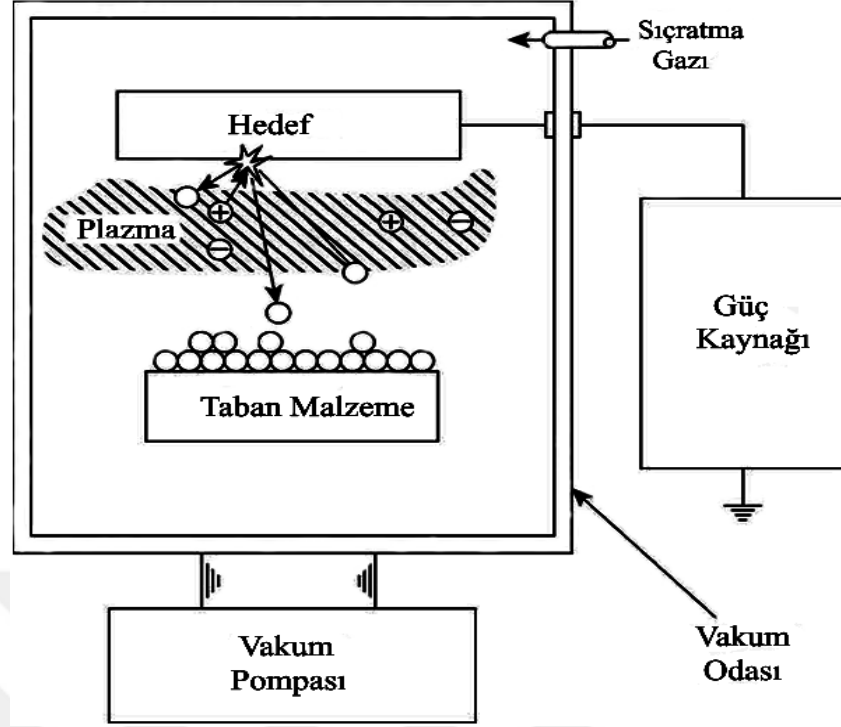 Sıçratma
Gazı
Hedef
Plazma
Güç
Kaynağı
Taban Malzeme
Vakum
Pompası
Vakum
Odası